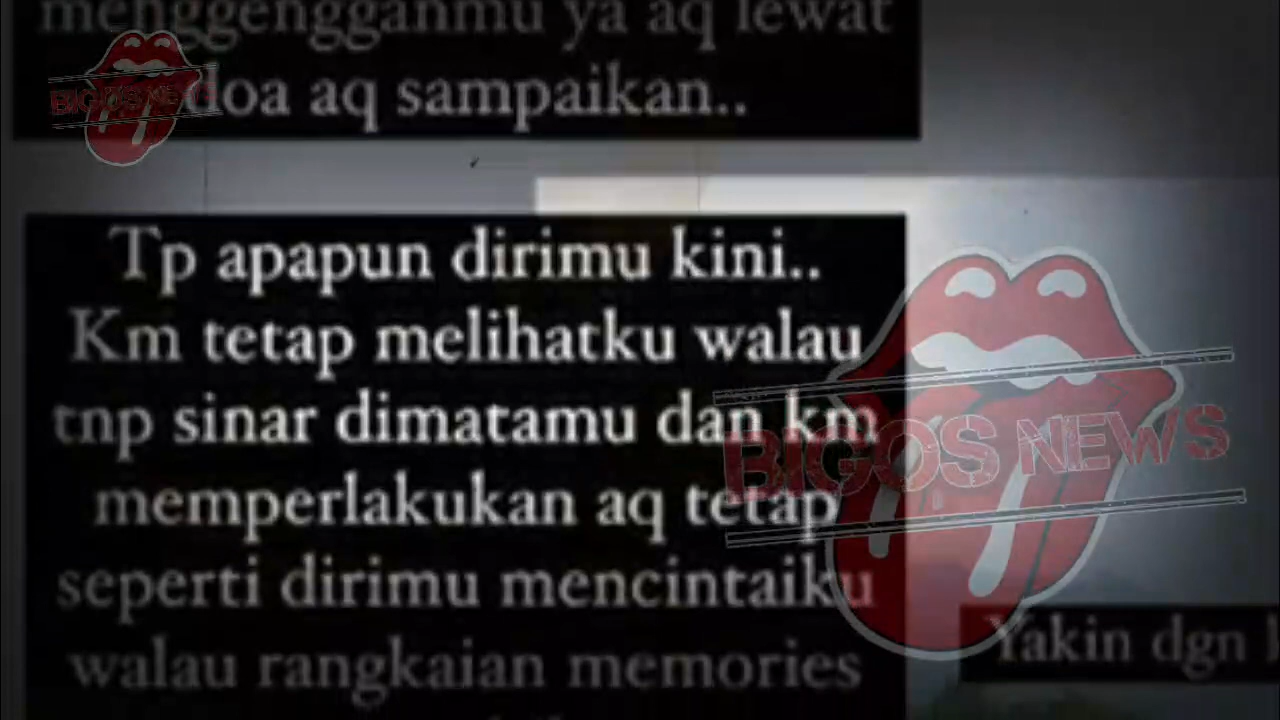 menggengganmu ya aq lewat
doa aq sampaikan..
BIGOS NEWS
Tp apapun dirimu kini..
Km tetap melihatku walau
tnp sinar dimatamu dan km
memperlakukan aq tetap
seperti dirimu mencintaiku
walau rangkaian memories
BIGOS NEWS
Yakin dgn